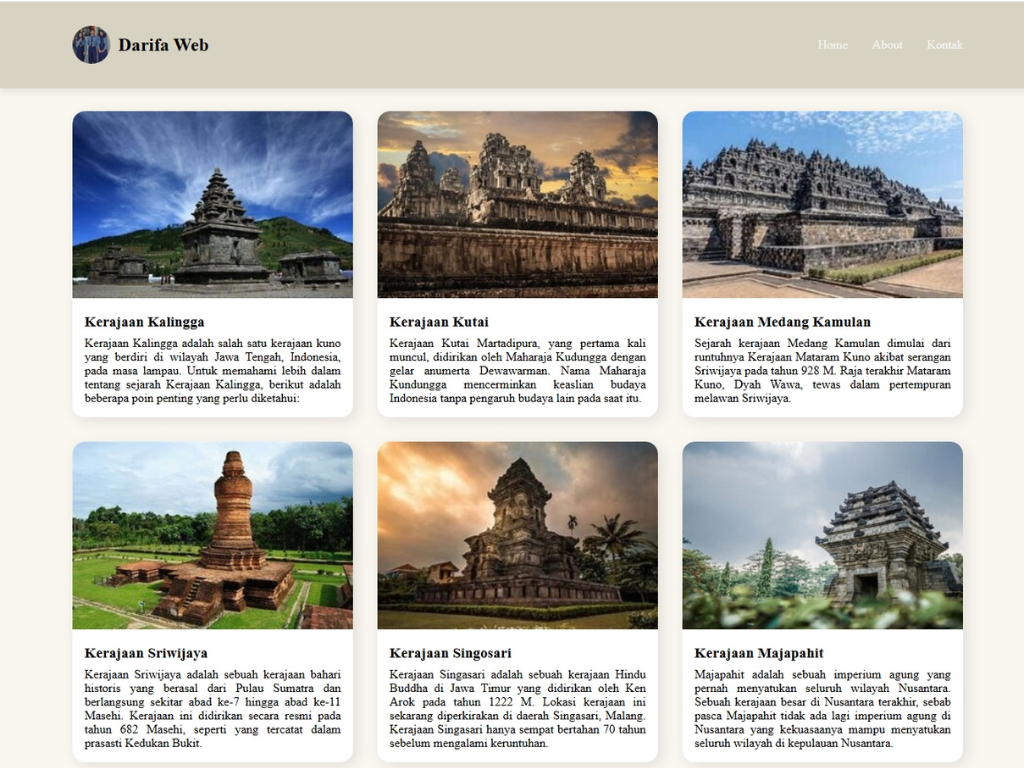 Darifa Web
Home About Kontak
Kerajaan Kalingga
Kerajaan Kalingga adalah salah satu kerajaan kuno
yang berdiri di wilayah Jawa Tengah, Indonesia,
pada masa lampau. Untuk memahami lebih dalam
tentang sejarah Kerajaan Kalingga, berikut adalah
beberapa poin penting yang perlu diketahui:
Kerajaan Kutai
Kerajaan Kutai Martadipura, yang pertama kali
muncul, didirikan oleh Maharaja Kudungga dengan
gelar anumerta Dewawarman. Nama Maharaja
Kundungga mencerminkan keaslian budaya
Indonesia tanpa pengaruh budaya lain pada saat itu.
Kerajaan Medang Kamulan
Sejarah kerajaan Medang Kamulan dimulai dari
runtuhnya Kerajaan Mataram Kuno akibat serangan
Sriwijaya pada tahun 928 M. Raja terakhir Mataram
Kuno, Dyah Wawa, tewas dalam pertempuran
melawan Sriwijaya.
Kerajaan Sriwijaya
Kerajaan Sriwijaya adalah sebuah kerajaan bahari
historis yang berasal dari Pulau Sumatra dan
berlangsung sekitar abad ke-7 hingga abad ke-11
Masehi. Kerajaan ini didirikan secara resmi pada
tahun 682 Masehi, seperti yang tercatat dalam
prasasti Kedukan Bukit.
Kerajaan Singosari
Kerajaan Singasari adalah sebuah kerajaan Hindu
Buddha di Jawa Timur yang didirikan oleh Ken
Arok pada tahun 1222 M. Lokasi kerajaan ini
sekarang diperkirakan di daerah Singasari, Malang.
Kerajaan Singasari hanya sempat bertahan 70 tahun
sebelum mengalami keruntuhan.
Kerajaan Majapahit
Majapahit adalah sebuah imperium agung yang
pernah menyatukan seluruh wilayah Nusantara.
Sebuah kerajaan besar di Nusantara terakhir, sebab
pasca Majapahit tidak ada lagi imperium agung di
Nusantara yang kekuasaanya mampu menyatukan
seluruh wilayah di kepulauan Nusantara.